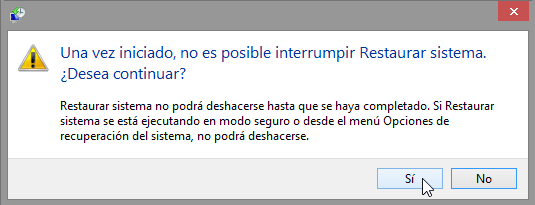 Una vez iniciado, no es posible interrumpir Restaurar sistema.
¿Desea continuar?
Restaurar sistema no podrá deshacerse hasta que se haya completado. Si Restaurar
sistema se está ejecutando en modo seguro o desde el menú Opciones de
recuperación del sistema, no podrá deshacerse.
Sí
No